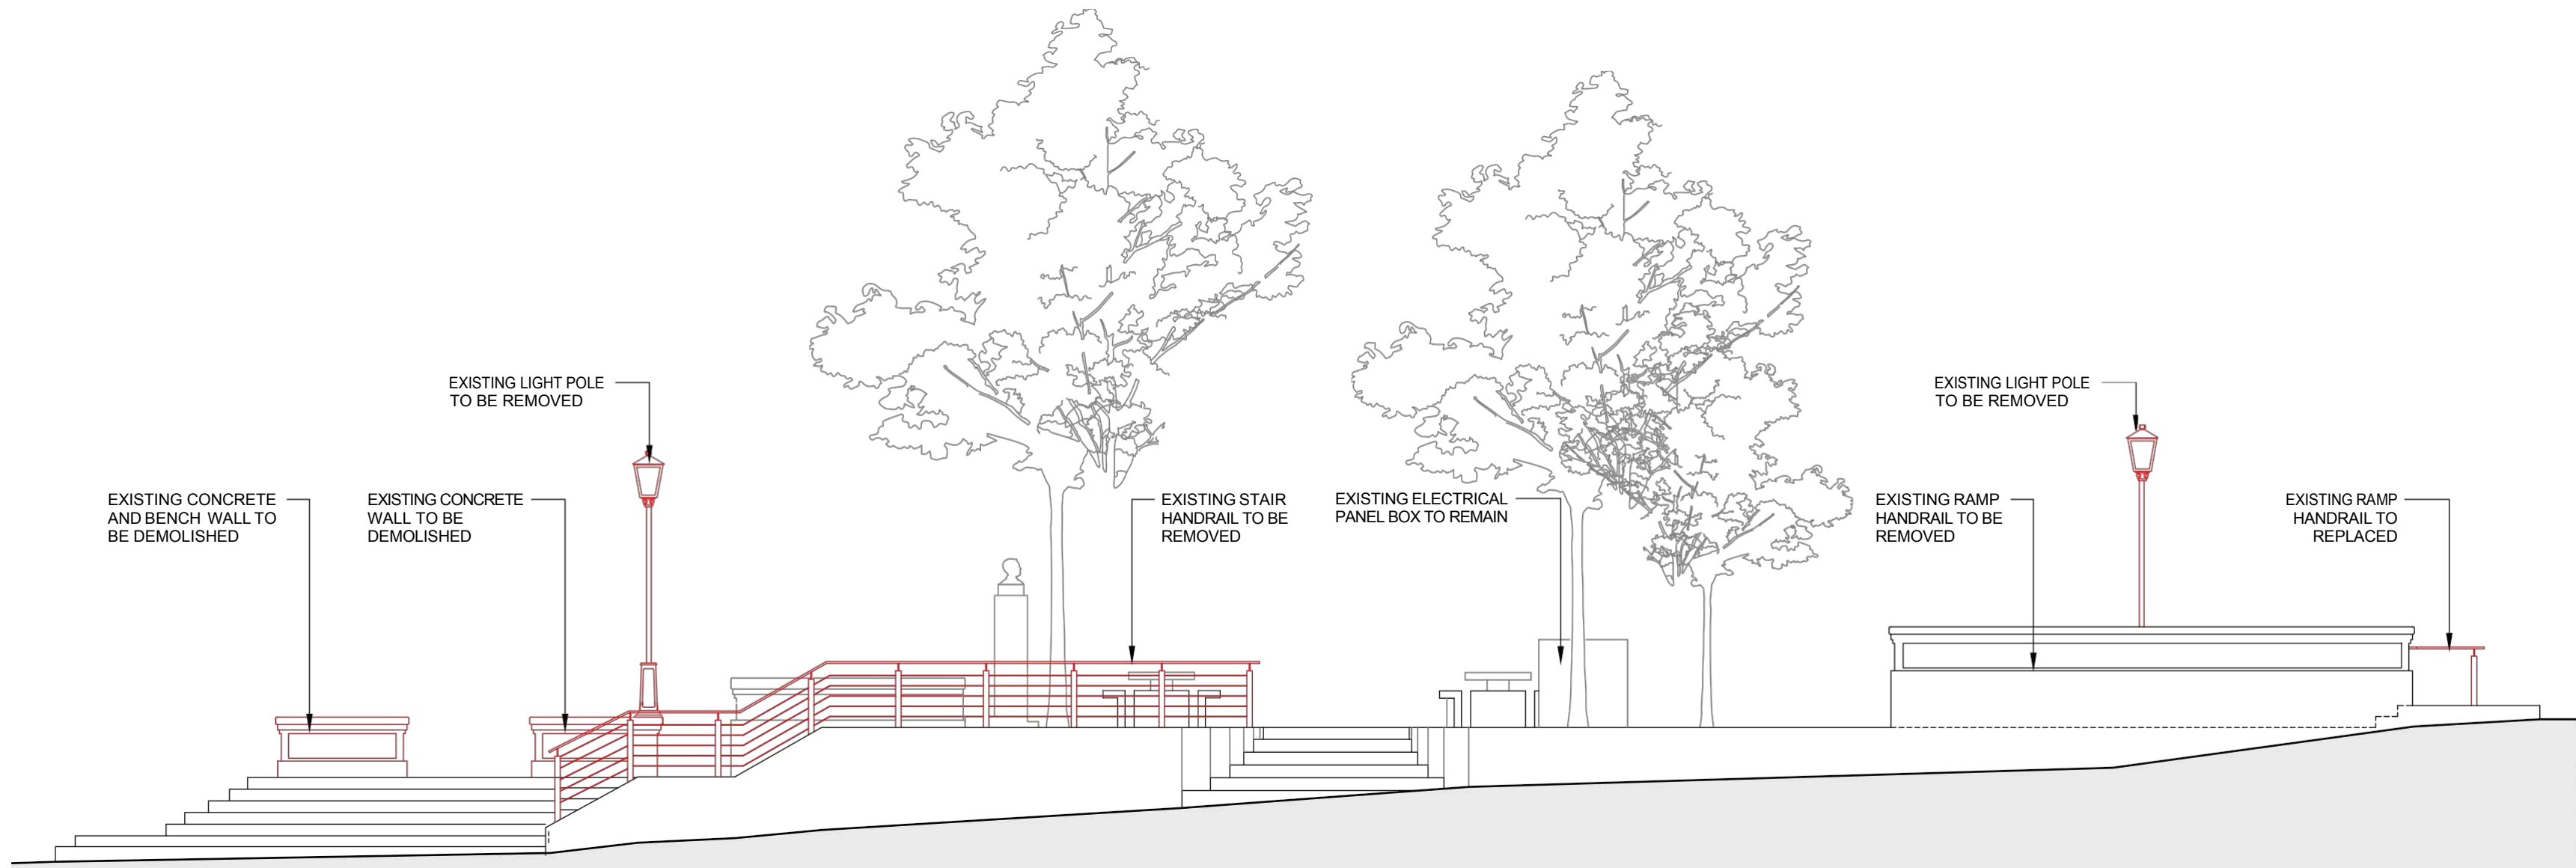 EXISTING LIGHT POLE
TO BE REMOVED
EXISTING LIGHT POLE
TO BE REMOVED
EXISTING CONCRETE
AND BENCH WALL TO
BE DEMOLISHED
EXISTING CONCRETE
WALL TO BE
DEMOLISHED
EXISTING STAIR
HANDRAIL TO BE
REMOVED
EXISTING ELECTRICAL
PANEL BOX TO REMAIN
EXISTING RAMP
HANDRAIL TO BE
REMOVED
EXISTING RAMP
HANDRAIL TO
REPLACED